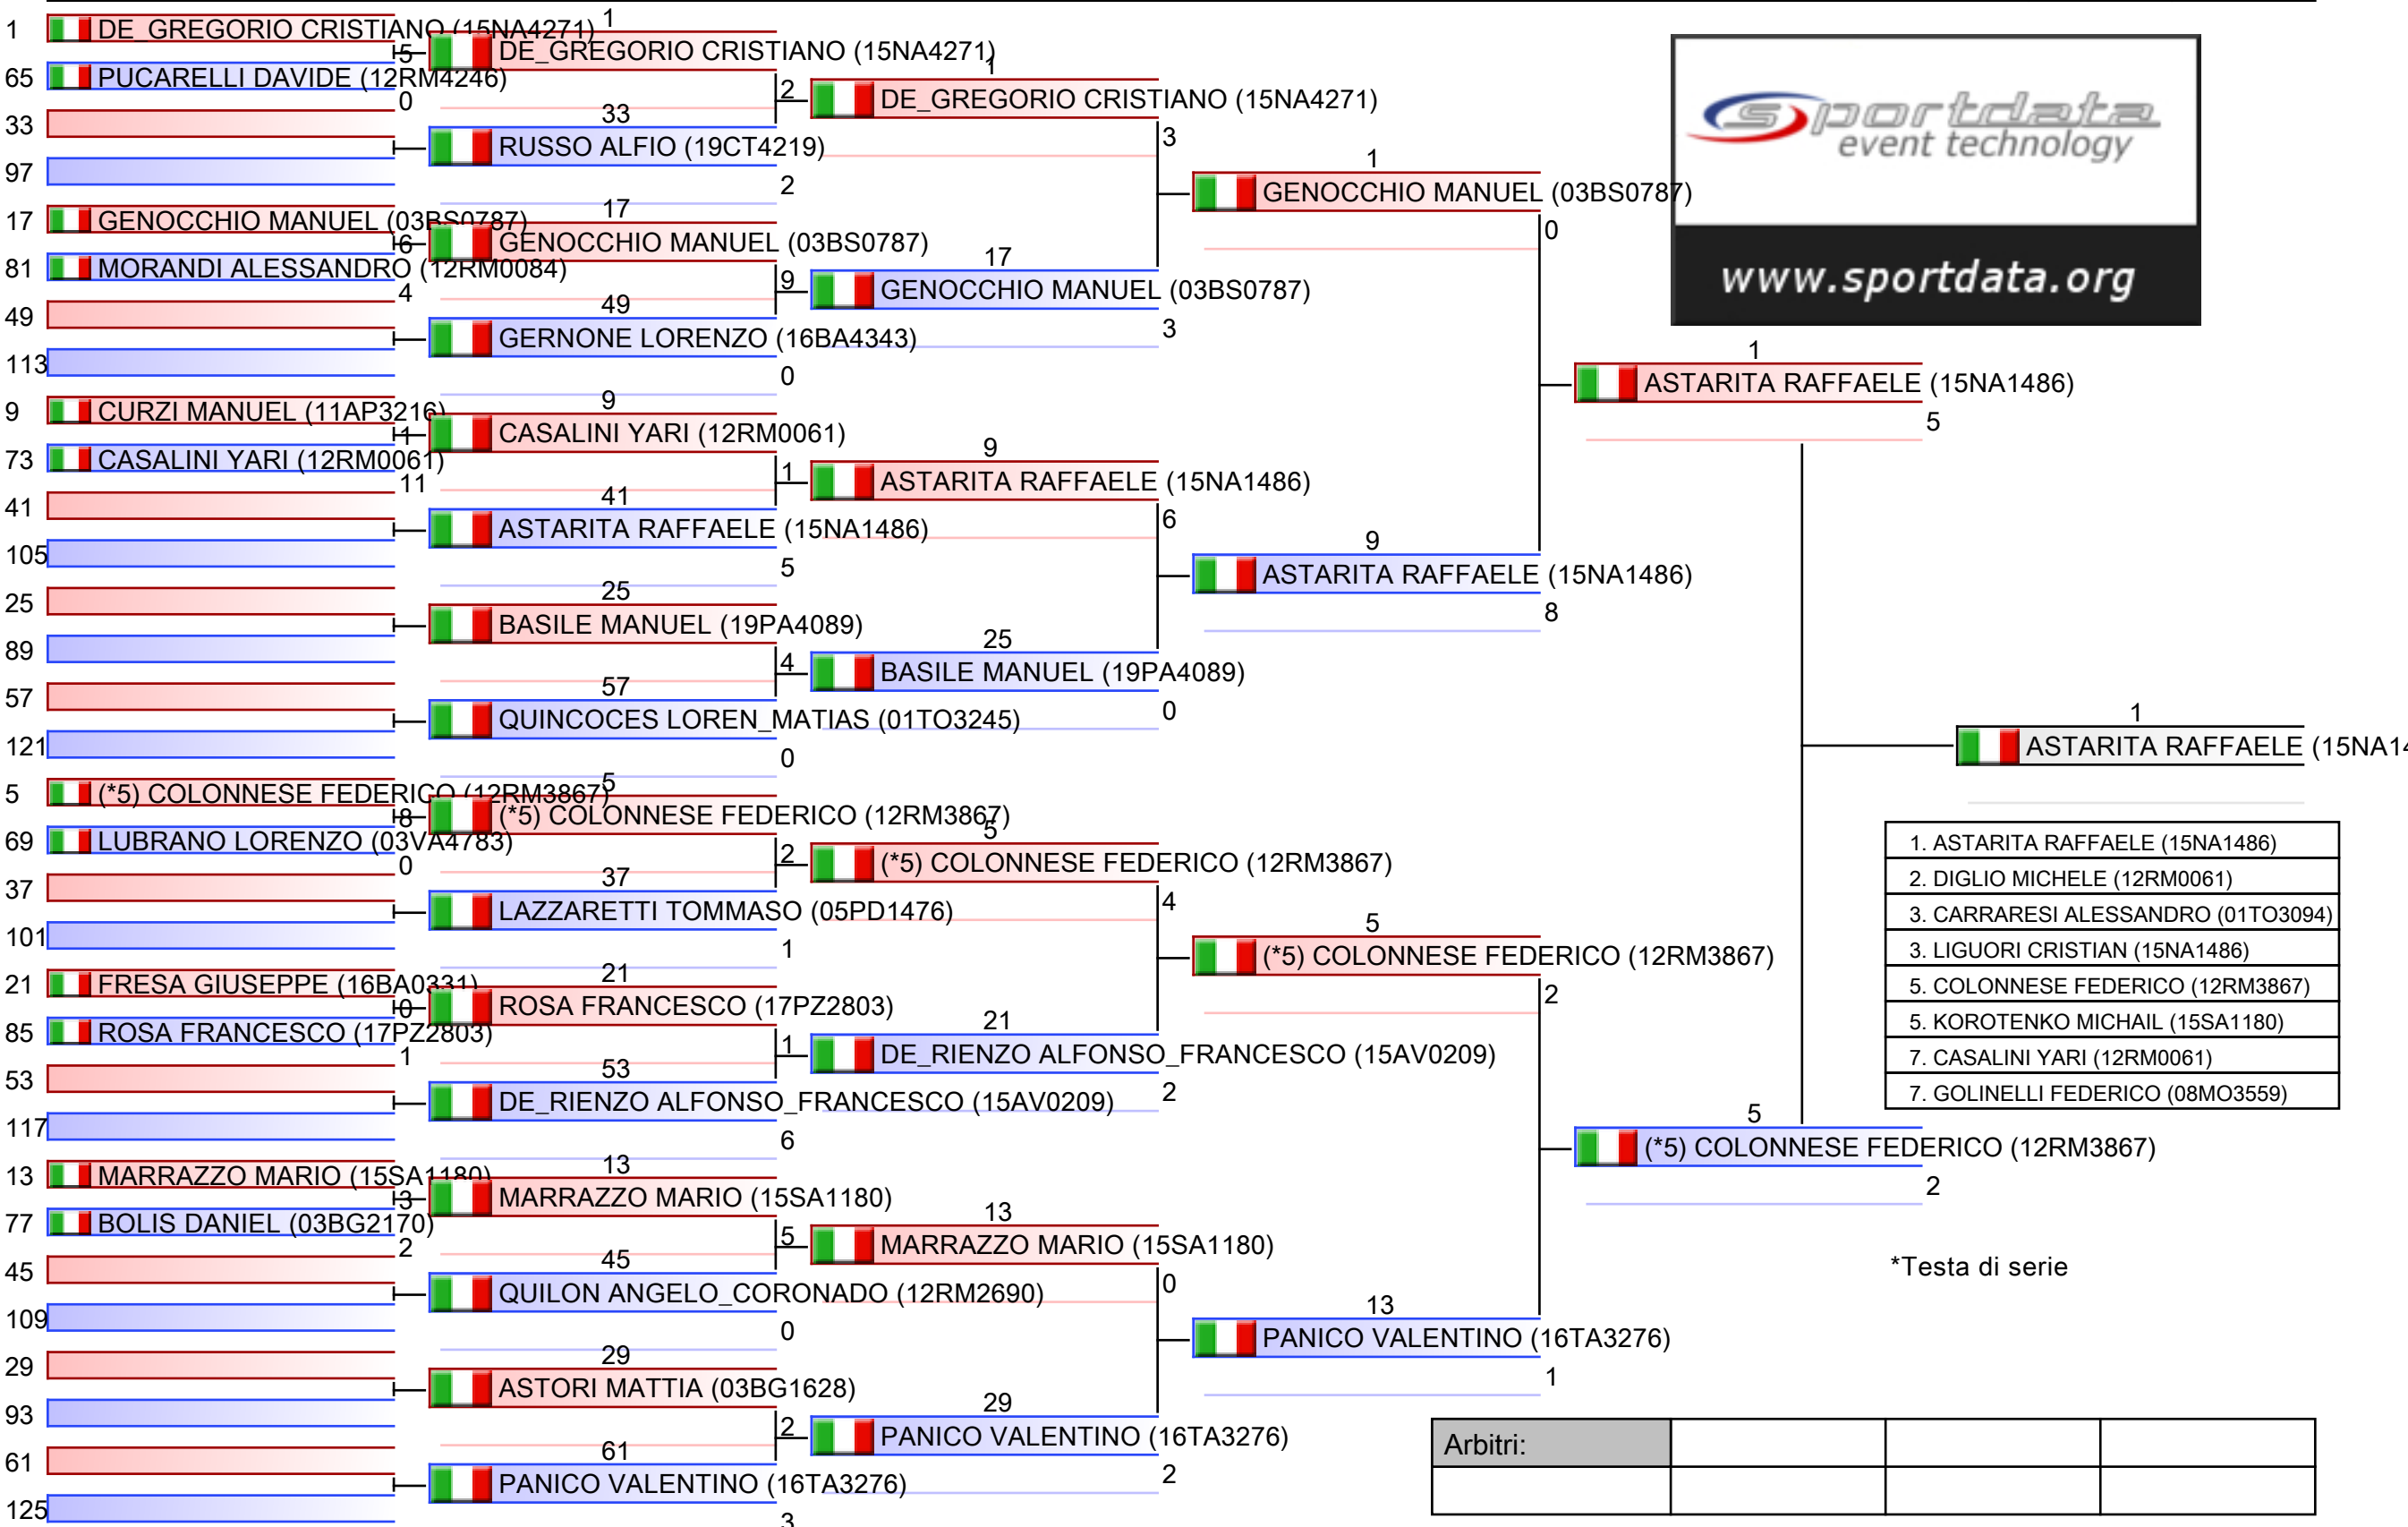 1 DE_GREGORIO CRISTIANO (15NA4271)
5
65 PUCARELLI DAVIDE (12RM4246)
0
33
97
17 GENOCCHIO MANUEL (03BS0787)
6
81 MORANDI ALESSANDRO (12RM0084)
4
49
113
9 CURZI MANUEL (11AP3216)
1
73 CASALINI YARI (12RM0061)
11
41
105
25
89
57
121
5 (*5) COLONNESE FEDERICO (12RM3867)
8
69 LUBRANO LORENZO (03VA4783)
0
37
101
21 FRESA GIUSEPPE (16BA0331)
0
85 ROSA FRANCESCO (17PZ2803)
1
53
117
13 MARRAZZO MARIO (15SA1180)
3
77 BOLIS DANIEL (03BG2170)
2
45
109
29
93
61
125
1
DE_GREGORIO CRISTIANO (15NA4271)
2
33
RUSSO ALFIO (19CT4219)
2
17
GENOCCHIO MANUEL (03BS0787)
9
49
GERNONE LORENZO (16BA4343)
0
9
CASALINI YARI (12RM0061)
1
41
ASTARITA RAFFAELE (15NA1486)
5
25
BASILE MANUEL (19PA4089)
4
57
QUINCOCES LOREN_MATIAS (01TO3245)
0
5
(*5) COLONNESE FEDERICO (12RM3867)
2
37
LAZZARETTI TOMMASO (05PD1476)
1
21
ROSA FRANCESCO (17PZ2803)
1
53
DE_RIENZO ALFONSO_FRANCESCO (15AV0209)
6
13
MARRAZZO MARIO (15SA1180)
5
45
QUILON ANGELO_CORONADO (12RM2690)
0
29
ASTORI MATTIA (03BG1628)
2
61
PANICO VALENTINO (16TA3276)
3
1
DE_GREGORIO CRISTIANO (15NA4271)
3
17
GENOCCHIO MANUEL (03BS0787)
3
9
ASTARITA RAFFAELE (15NA1486)
6
25
BASILE MANUEL (19PA4089)
0
5
(*5) COLONNESE FEDERICO (12RM3867)
4
21
DE_RIENZO ALFONSO_FRANCESCO (15AV0209)
2
13
MARRAZZO MARIO (15SA1180)
0
29
PANICO VALENTINO (16TA3276)
2
1
GENOCCHIO MANUEL (03BS0787)
0
9
ASTARITA RAFFAELE (15NA1486)
8
5
(*5) COLONNESE FEDERICO (12RM3867)
2
13
PANICO VALENTINO (16TA3276)
1
sportdata
event technology
www.sportdata.org
1
ASTARITA RAFFAELE (15NA1486)
5
5
(*5) COLONNESE FEDERICO (12RM3867)
2
1
ASTARITA RAFFAELE (15NA14
1. ASTARITA RAFFAELE (15NA1486)
2. DIGLIO MICHELE (12RM0061)
3. CARRARESI ALESSANDRO (01TO3094)
3. LIGUORI CRISTIAN (15NA1486)
5. COLONNESE FEDERICO (12RM3867)
5. KOROTENKO MICHAIL (15SA1180)
7. CASALINI YARI (12RM0061)
7. GOLINELLI FEDERICO (08MO3559)
*Testa di serie
Arbitri: